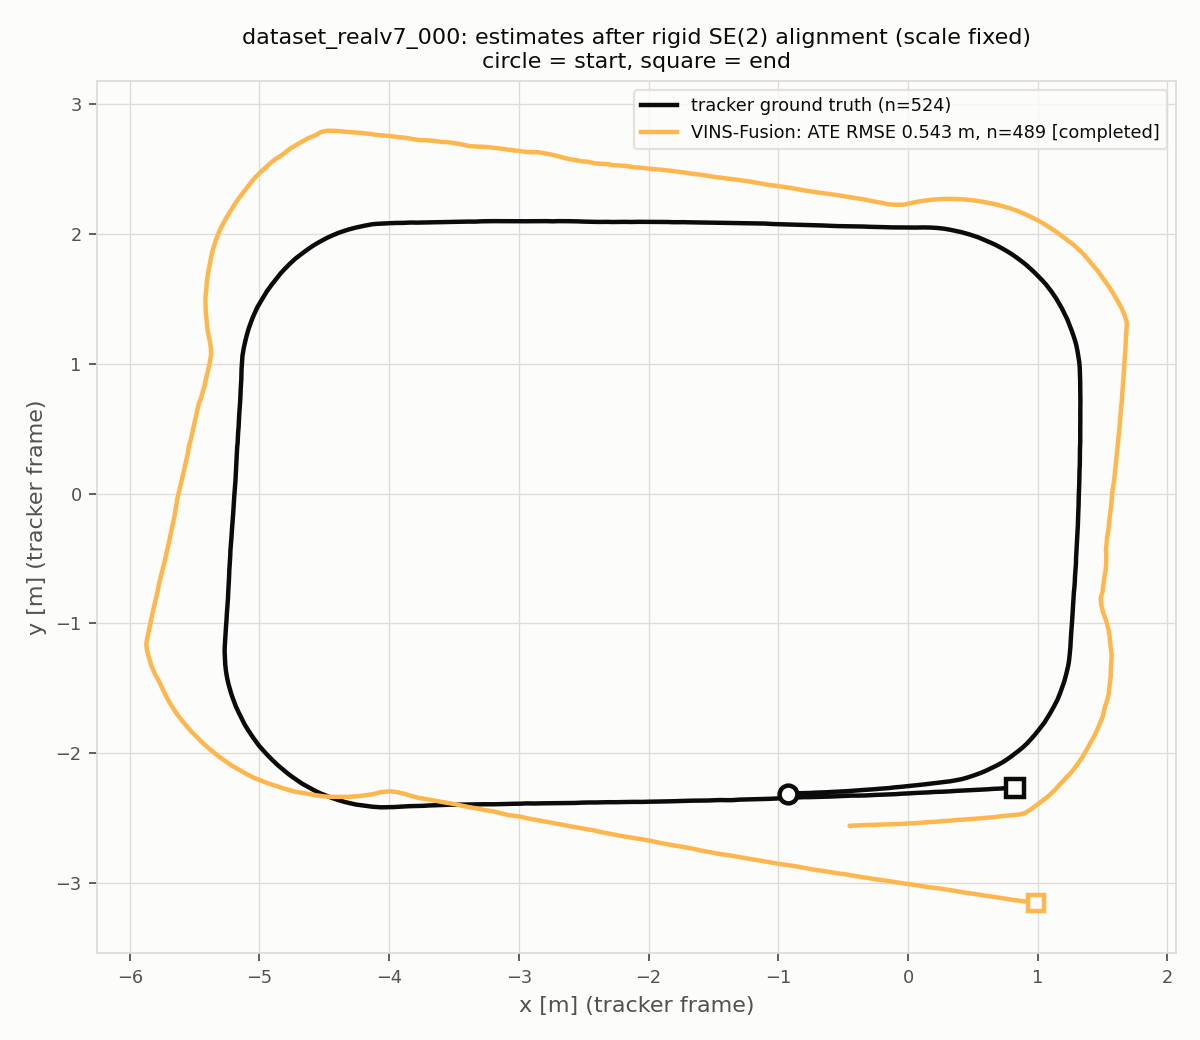 dataset_realv7_000: estimates after rigid SE(2) alignment (scale fixed)
circle = start, square = end
tracker ground truth (n=524)
VINS-Fusion: ATE RMSE 0.543 m, n=489 [completed]
3
2
1
0
−1
−2
−3
y [m] (tracker frame)
−6
−5
−4
−3
−2
−1
0
1
2
x [m] (tracker frame)